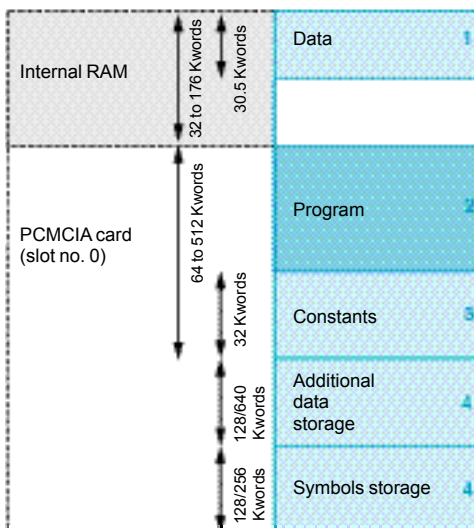 Internal RAM
32 to 176 Kwords
30.5 Kwords
Data 1
PCMCIA card
(slot no. 0)
64 to 512 Kwords
Program 2
32 Kwords
Constants 3
128/640
Kwords
Additional
data
storage 4
128/256
Kwords
Symbols storage 4